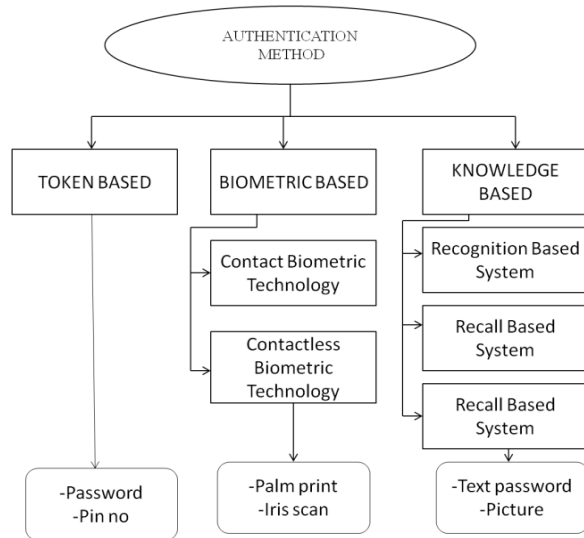 AUTHENTICATION
METHOD
TOKEN BASED
BIOMETRIC BASED
KNOWLEDGE
BASED
Contact Biometric
Technology
Contactless
Biometric
Technology
Recognition Based
System
Recall Based
System
Recall Based
System
-Password
-Pin no
-Palm print
-Iris scan
-Text password
-Picture